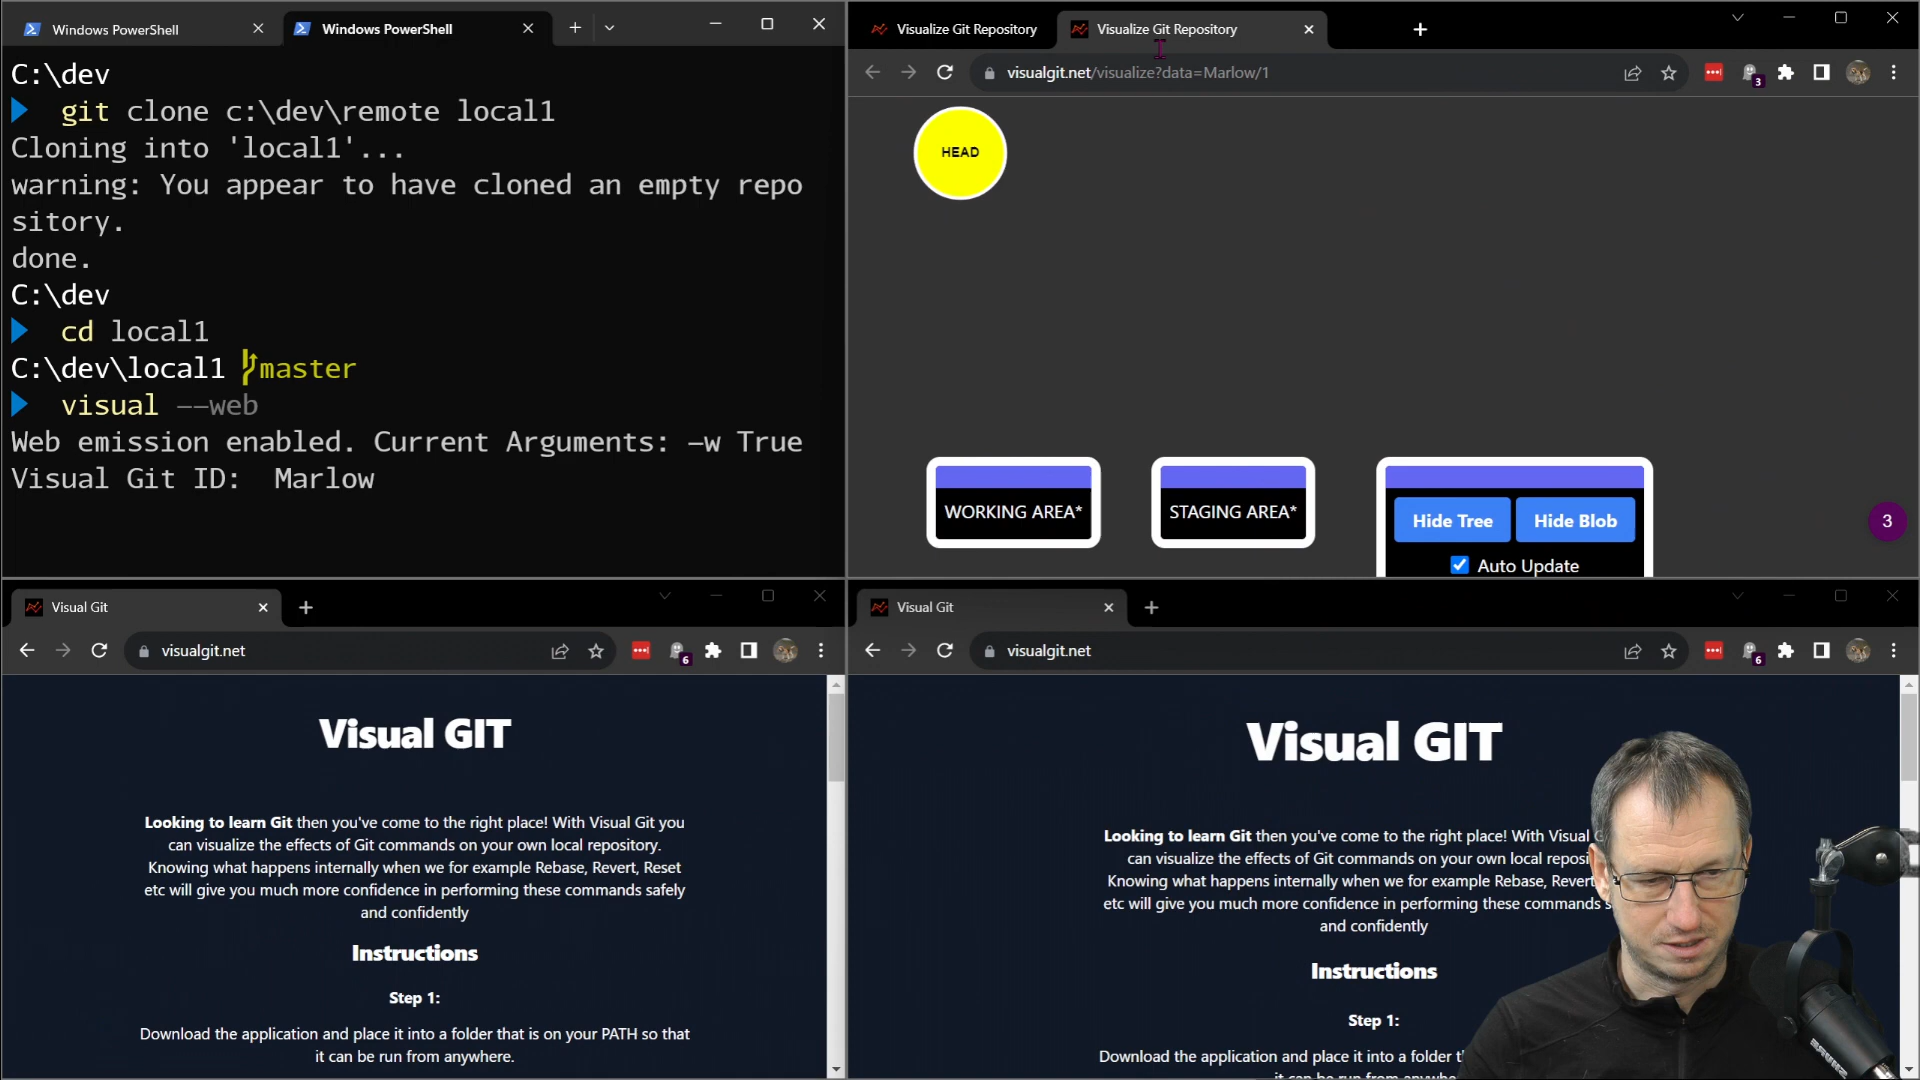 Windows PowerShell
Windows PowerShell
C:\dev
git clone c:\dev\remote local1
Cloning into 'local1'...
warning: You appear to have cloned an empty repo
sitory.
done.
C:\dev
cd local1
C:\dev\local1 master
visual --web
Web emission enabled. Current Arguments: -w True
Visual Git ID:  Marlow
Visualize Git Repository
Visualize Git Repository
visualgit.net/visualize?data=Marlow/1
3
HEAD
WORKING AREA*
STAGING AREA*
Hide Tree
Hide Blob
Auto Update
3
Visual Git
visualgit.net
6
Visual GIT
Looking to learn Git then you've come to the right place! With Visual Git you
can visualize the effects of Git commands on your own local repository.
Knowing what happens internally when we for example Rebase, Revert, Reset
etc will give you much more confidence in performing these commands safely
and confidently
Instructions
Step 1:
Download the application and place it into a folder that is on your PATH so that
it can be run from anywhere.
Visual Git
visualgit.net
6
Visual GIT
Looking to learn Git then you've come to the right place! With Visual G
can visualize the effects of Git commands on your own local reposi
Knowing what happens internally when we for example Rebase, Revert
etc will give you much more confidence in performing these commands s
and confidently
Instructions
Step 1:
Download the application and place it into a folder t
it can be run from anywhere.